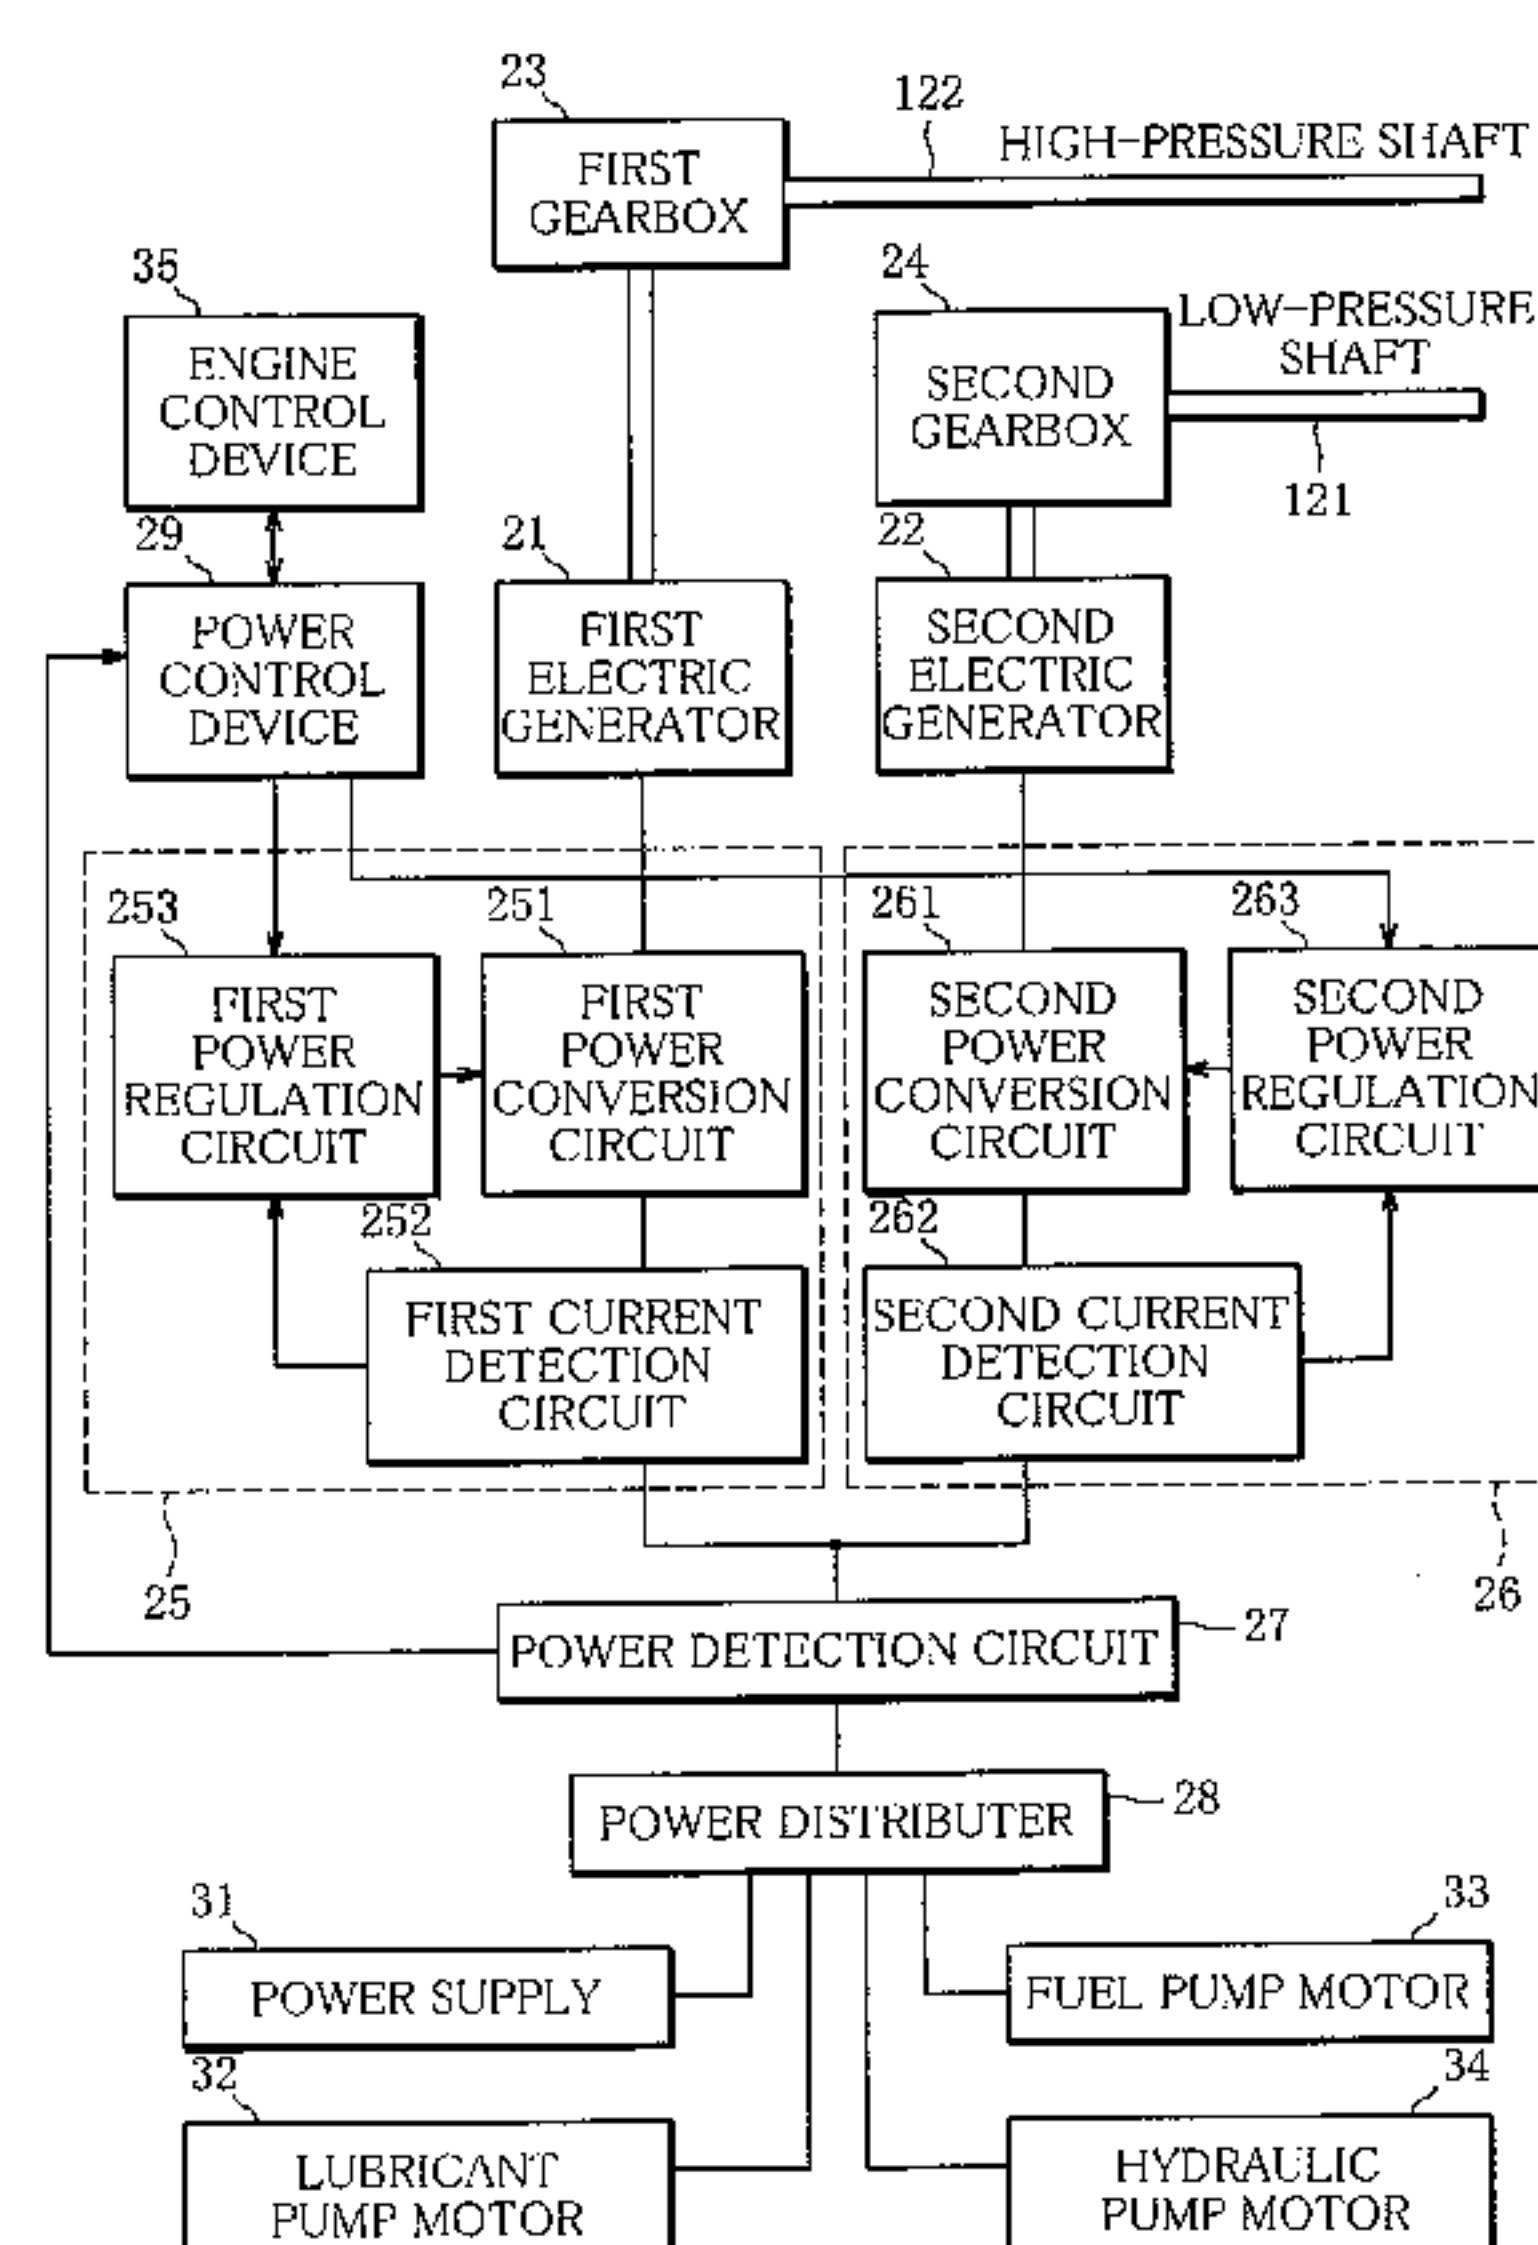 23
122
HIGH-PRESSURE SHAFT
FIRST
GEARBOX
35
24
LOW-PRESSURE
SHAFT
ENGINE
CONTROL
DEVICE
SECOND
GEARBOX
121
29
21
22
POWER
CONTROL
DEVICE
FIRST
ELECTRIC
GENERATOR
SECOND
ELECTRIC
GENERATOR
253
251
261
263
FIRST
POWER
REGULATION
CIRCUIT
FIRST
POWER
CONVERSION
CIRCUIT
SECOND
POWER
CONVERSION
CIRCUIT
SECOND
POWER
REGULATION
CIRCUIT
252
262
FIRST CURRENT
DETECTION
CIRCUIT
SECOND CURRENT
DETECTION
CIRCUIT
25
26
POWER DETECTION CIRCUIT
27
POWER DISTRIBUTER
28
31
33
POWER SUPPLY
FUEL PUMP MOTOR
32
34
LUBRICANT
PUMP MOTOR
HYDRAULIC
PUMP MOTOR